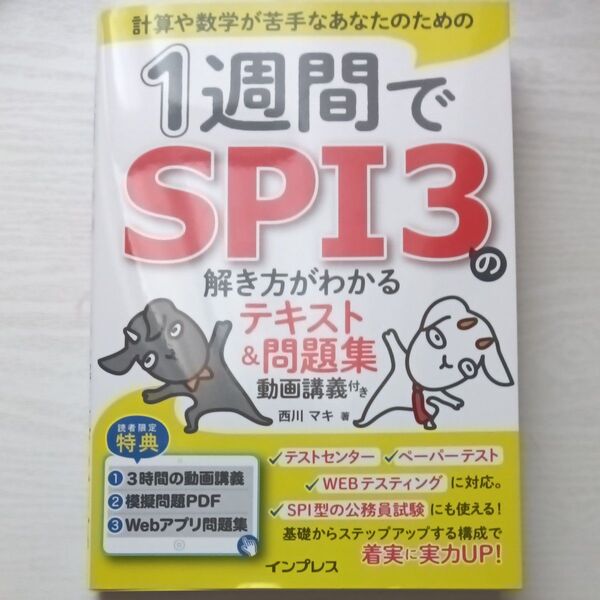 計算や数学が苦手なあなたのための
1週間で
SPI3の
解き方がわかる
テキスト
&問題集
動画講義付き
西川 マキ 著
読者限定
特典
1 3時間の動画講義
2 模擬問題PDF
3 Webアプリ問題集
✓テストセンター ✓ペーパーテスト
✓WEBテスティングに対応。
✓SPI型の公務員試験にも使える!
基礎からステップアップする構成で
着実に実力UP!
インプレス